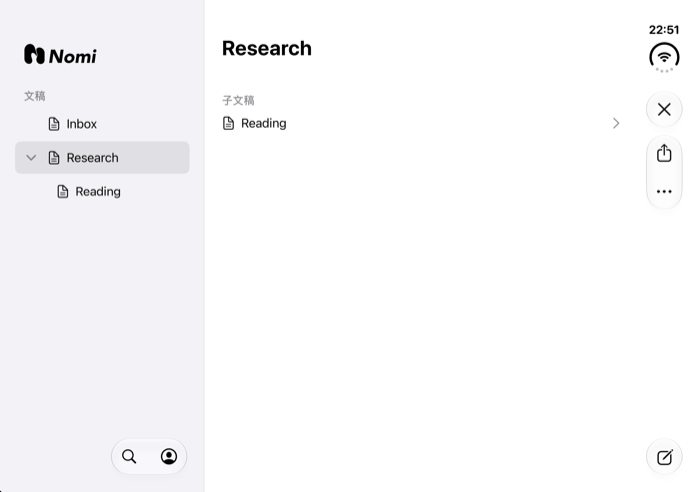 Nomi
文稿
Inbox
Research
Reading
Research
子文稿
Reading
22:51